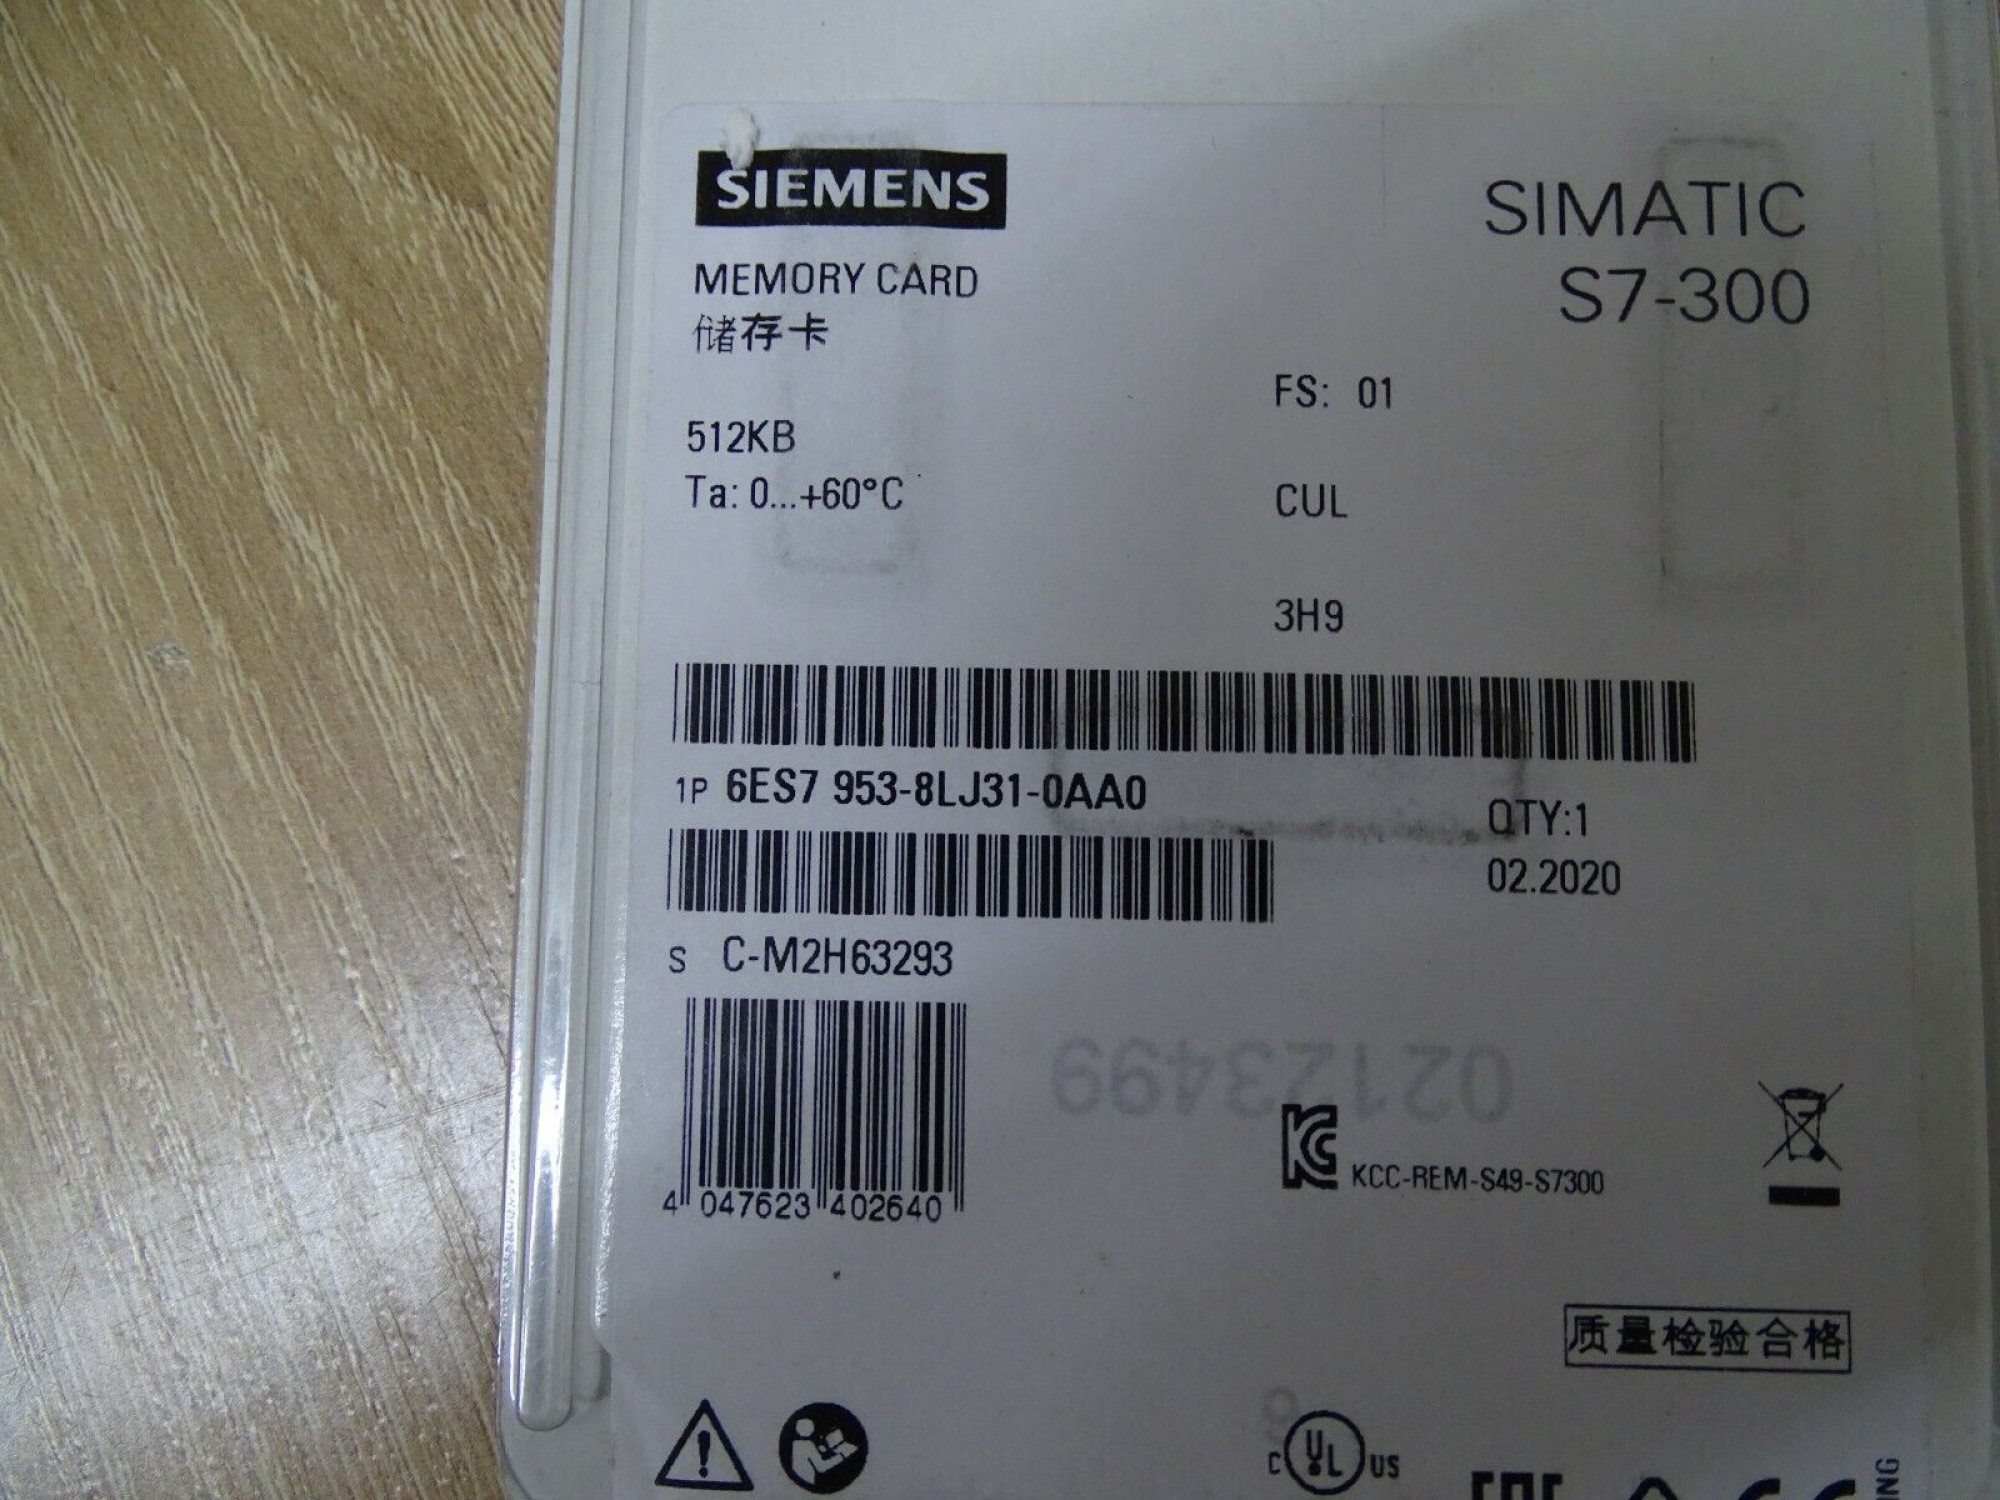 SIEMENS
SIMATIC
S7-300
MEMORY CARD
储存卡
FS: 01
512KB
Ta: 0...+60°C
CUL
3H9
1P 6ES7 953-8LJ31-0AA0
QTY:1
02.2020
S C-M2H63293
02123499
KCC-REM-S49-S7300
4 047623 402640
质量检验合格
C UL US